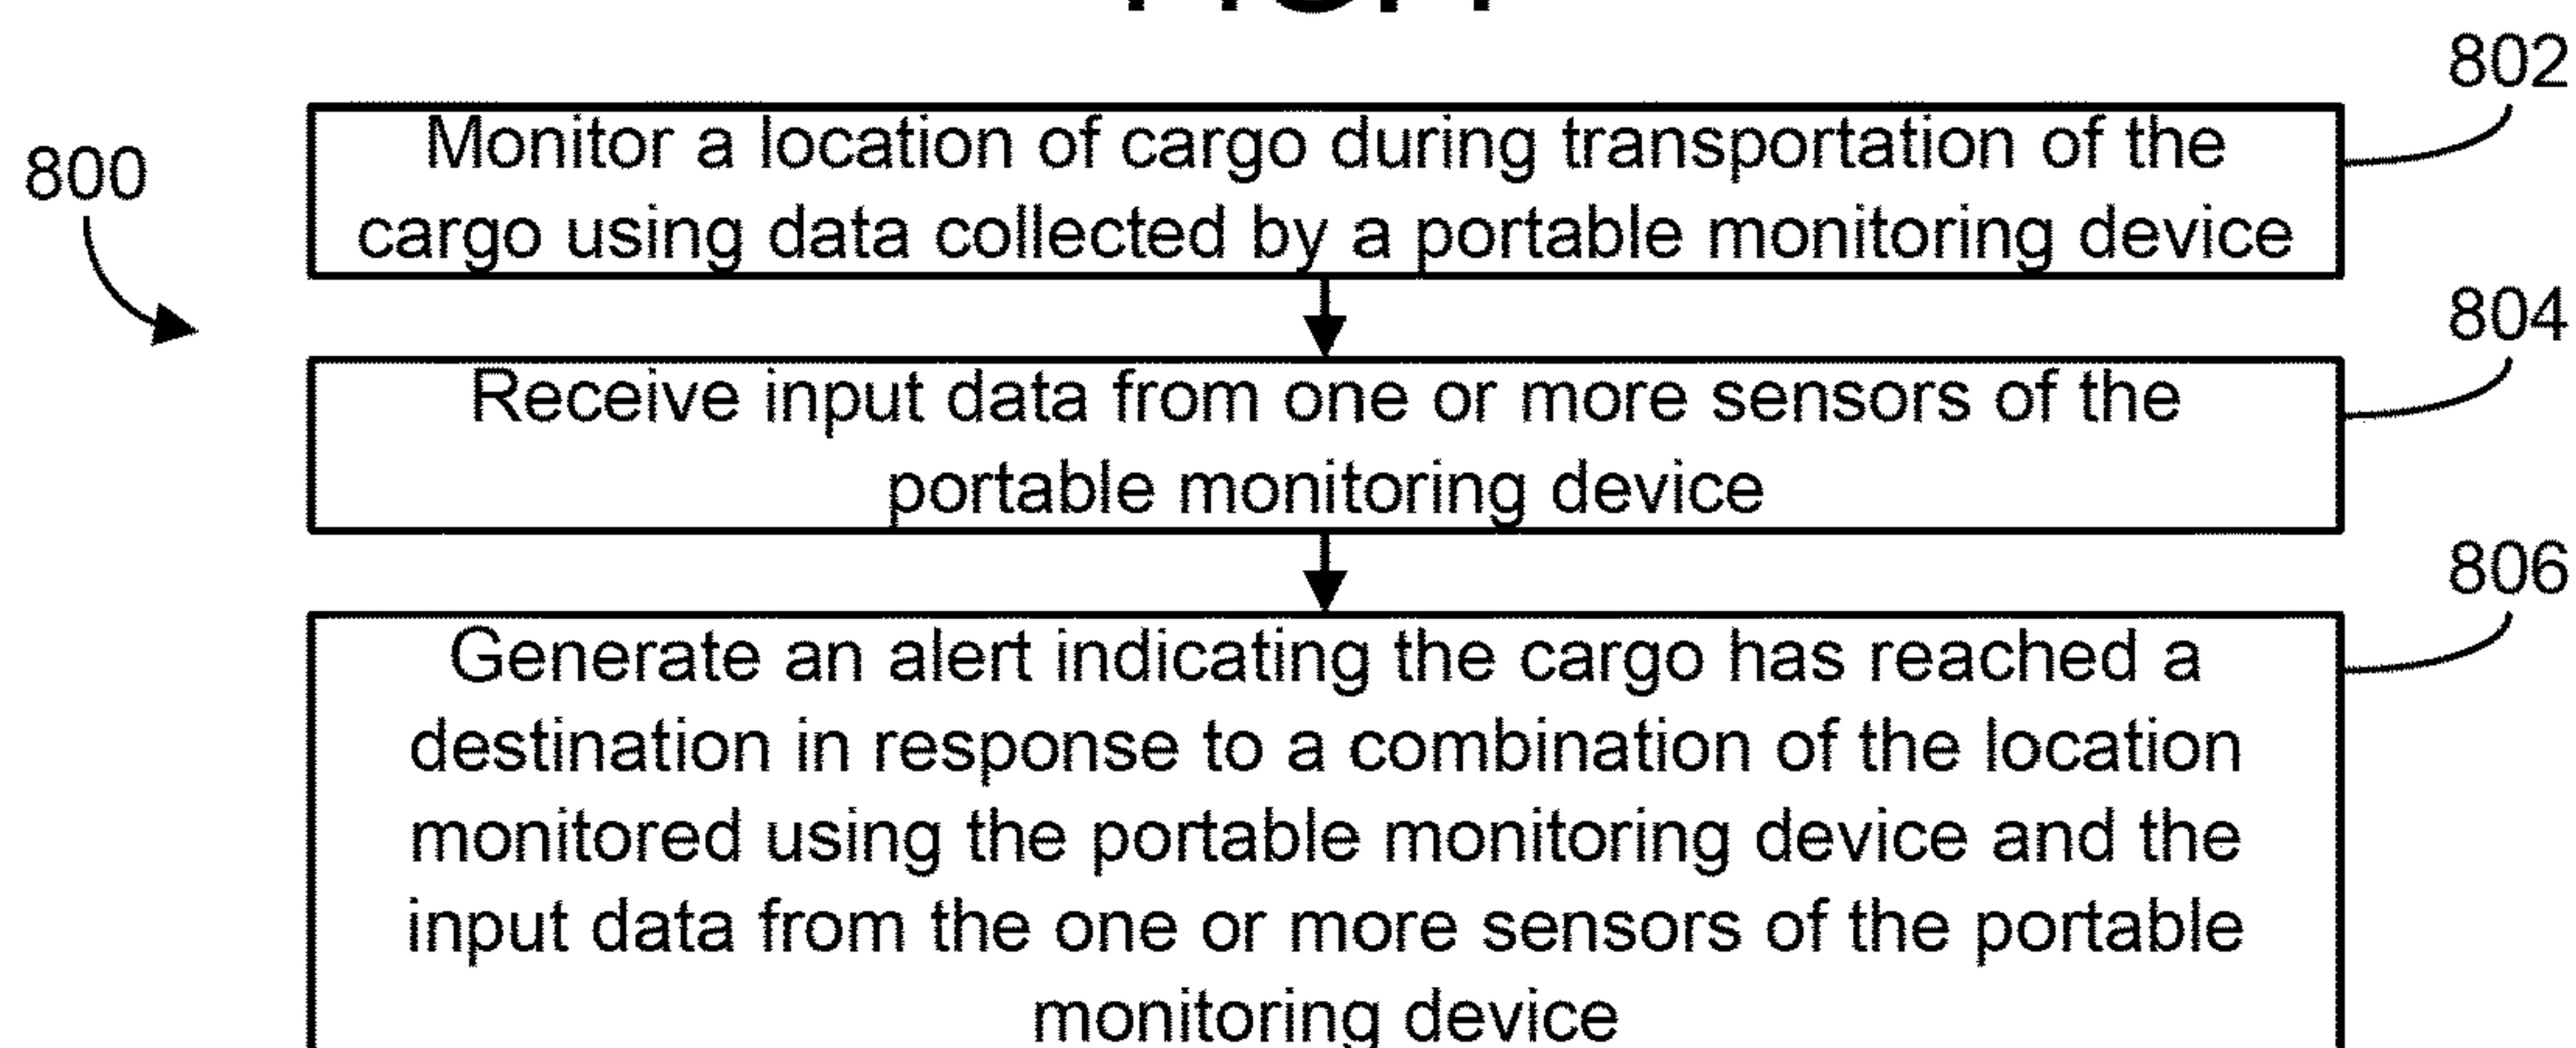 802
800
Monitor a location of cargo during transportation of the
cargo using data collected by a portable monitoring device
804
Receive input data from one or more sensors of the
portable monitoring device
806
Generate an alert indicating the cargo has reached a
destination in response to a combination of the location
monitored using the portable monitoring device and the
input data from the one or more sensors of the portable
monitoring device